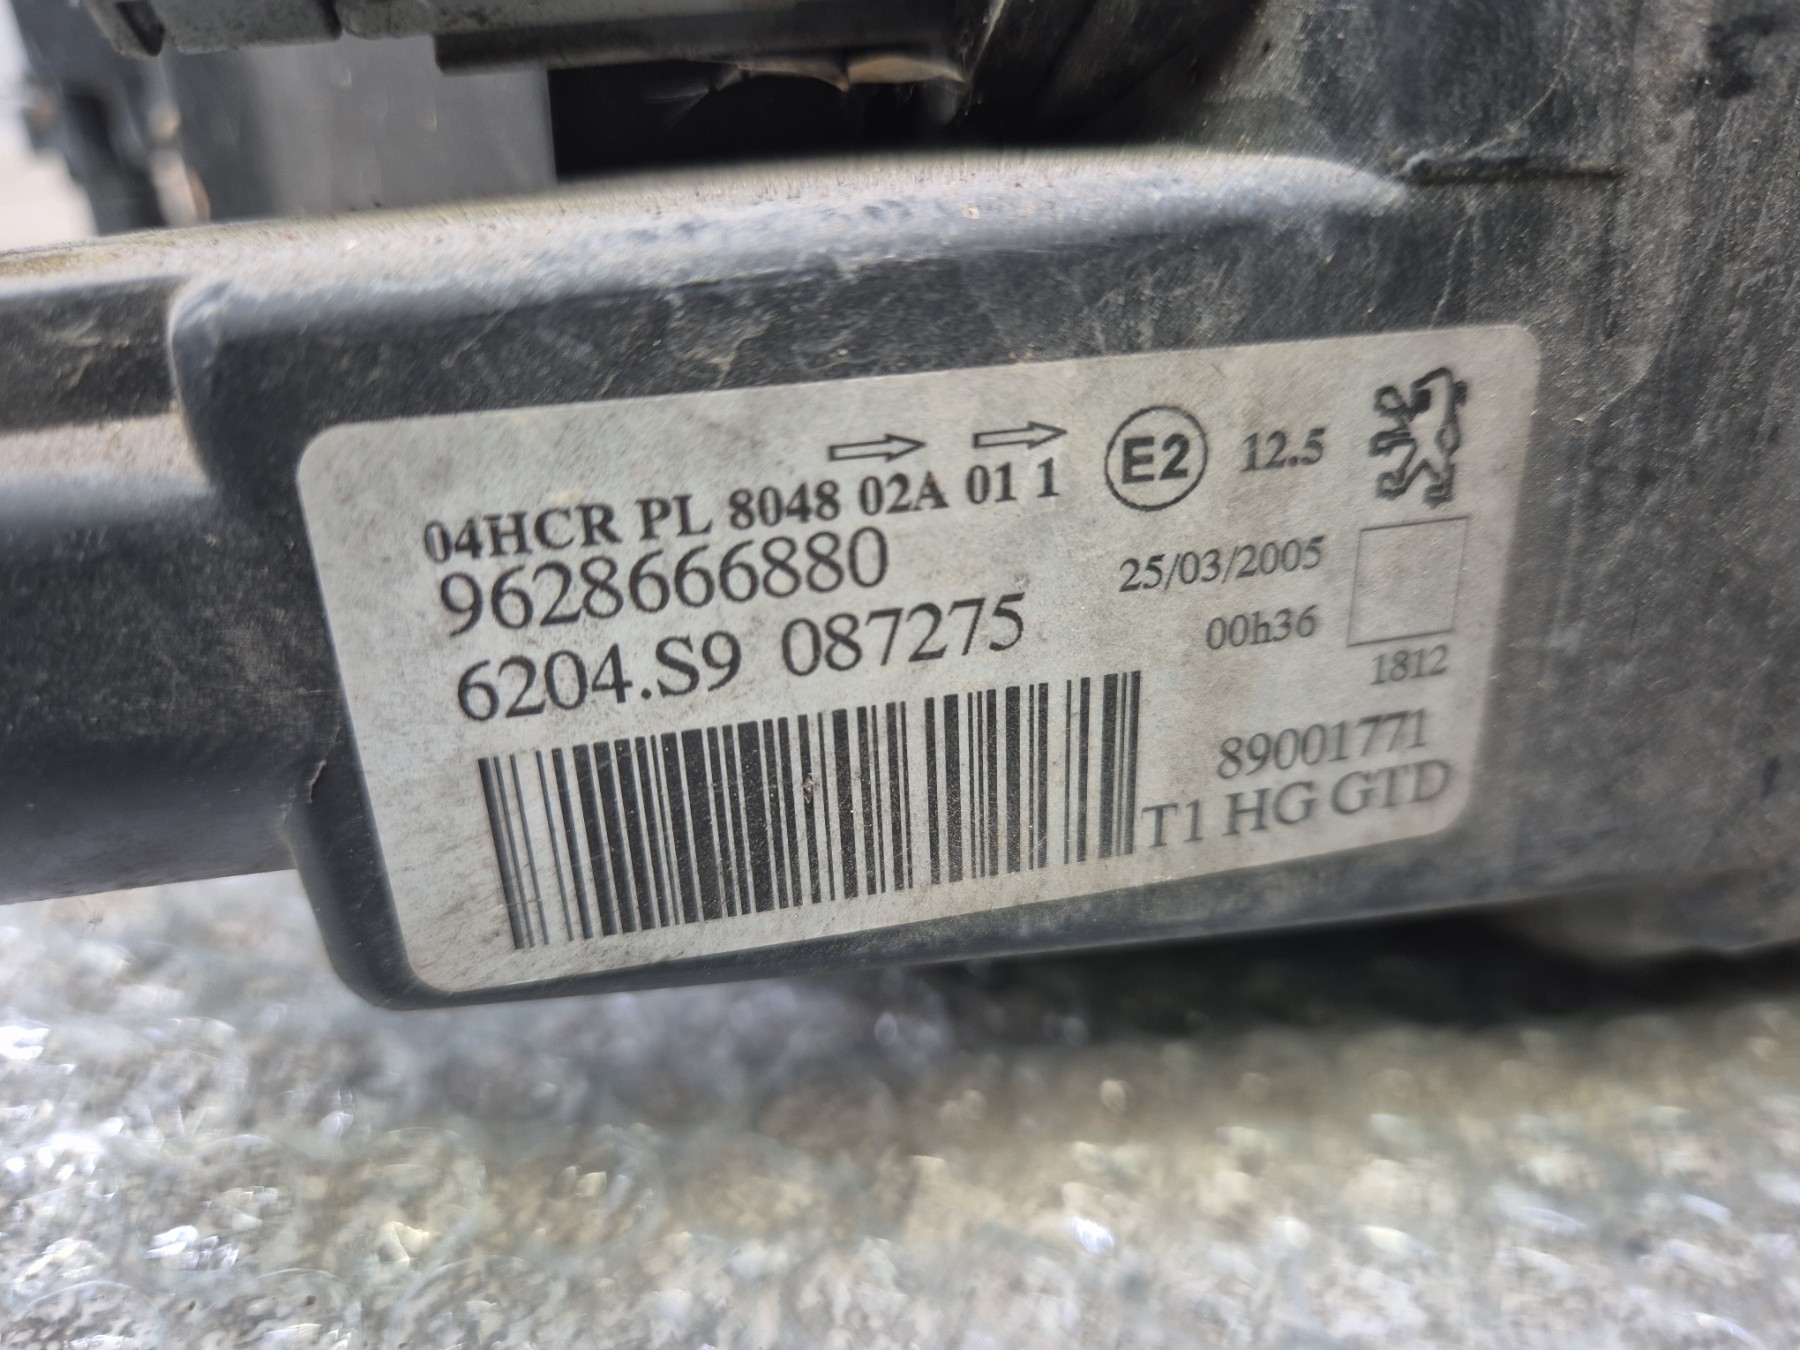 04HCR PL 8048 02A 01 1 E2 12.5
9628666880 25/03/2005
6204.S9 087275 00h36
1812
89001771
T1 HG GTD